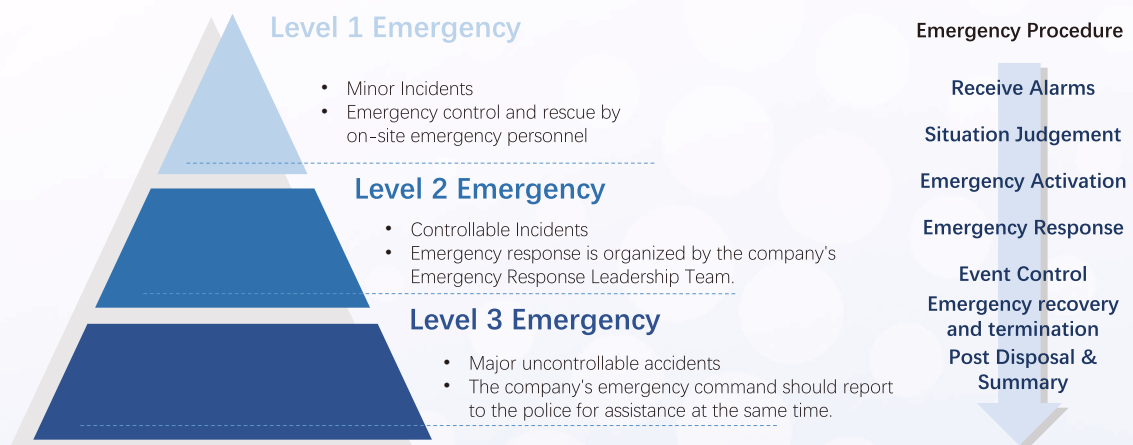 Level 1 Emergency
• Minor Incidents
• Emergency control and rescue by
on-site emergency personnel
Level 2 Emergency
• Controllable Incidents
• Emergency response is organized by the company's
Emergency Response Leadership Team.
Level 3 Emergency
• Major uncontrollable accidents
• The company's emergency command should report
to the police for assistance at the same time.
Emergency Procedure
Receive Alarms
Situation Judgement
Emergency Activation
Emergency Response
Event Control
Emergency recovery
and termination
Post Disposal &
Summary